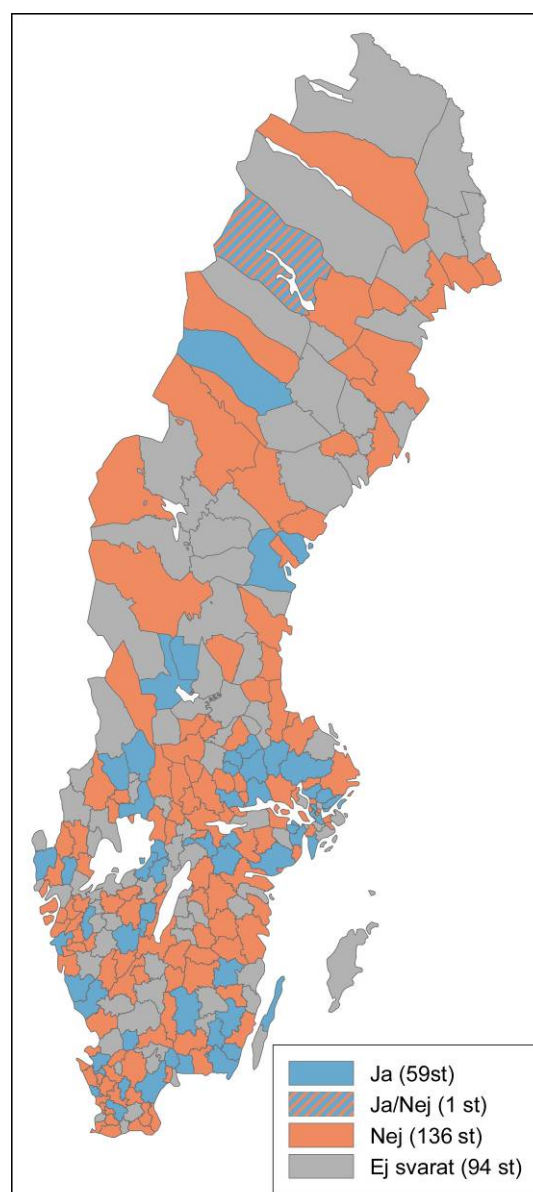 Ja (59st)
Ja/Nej (1 st)
Nej (136 st)
Ej svarat (94 st)